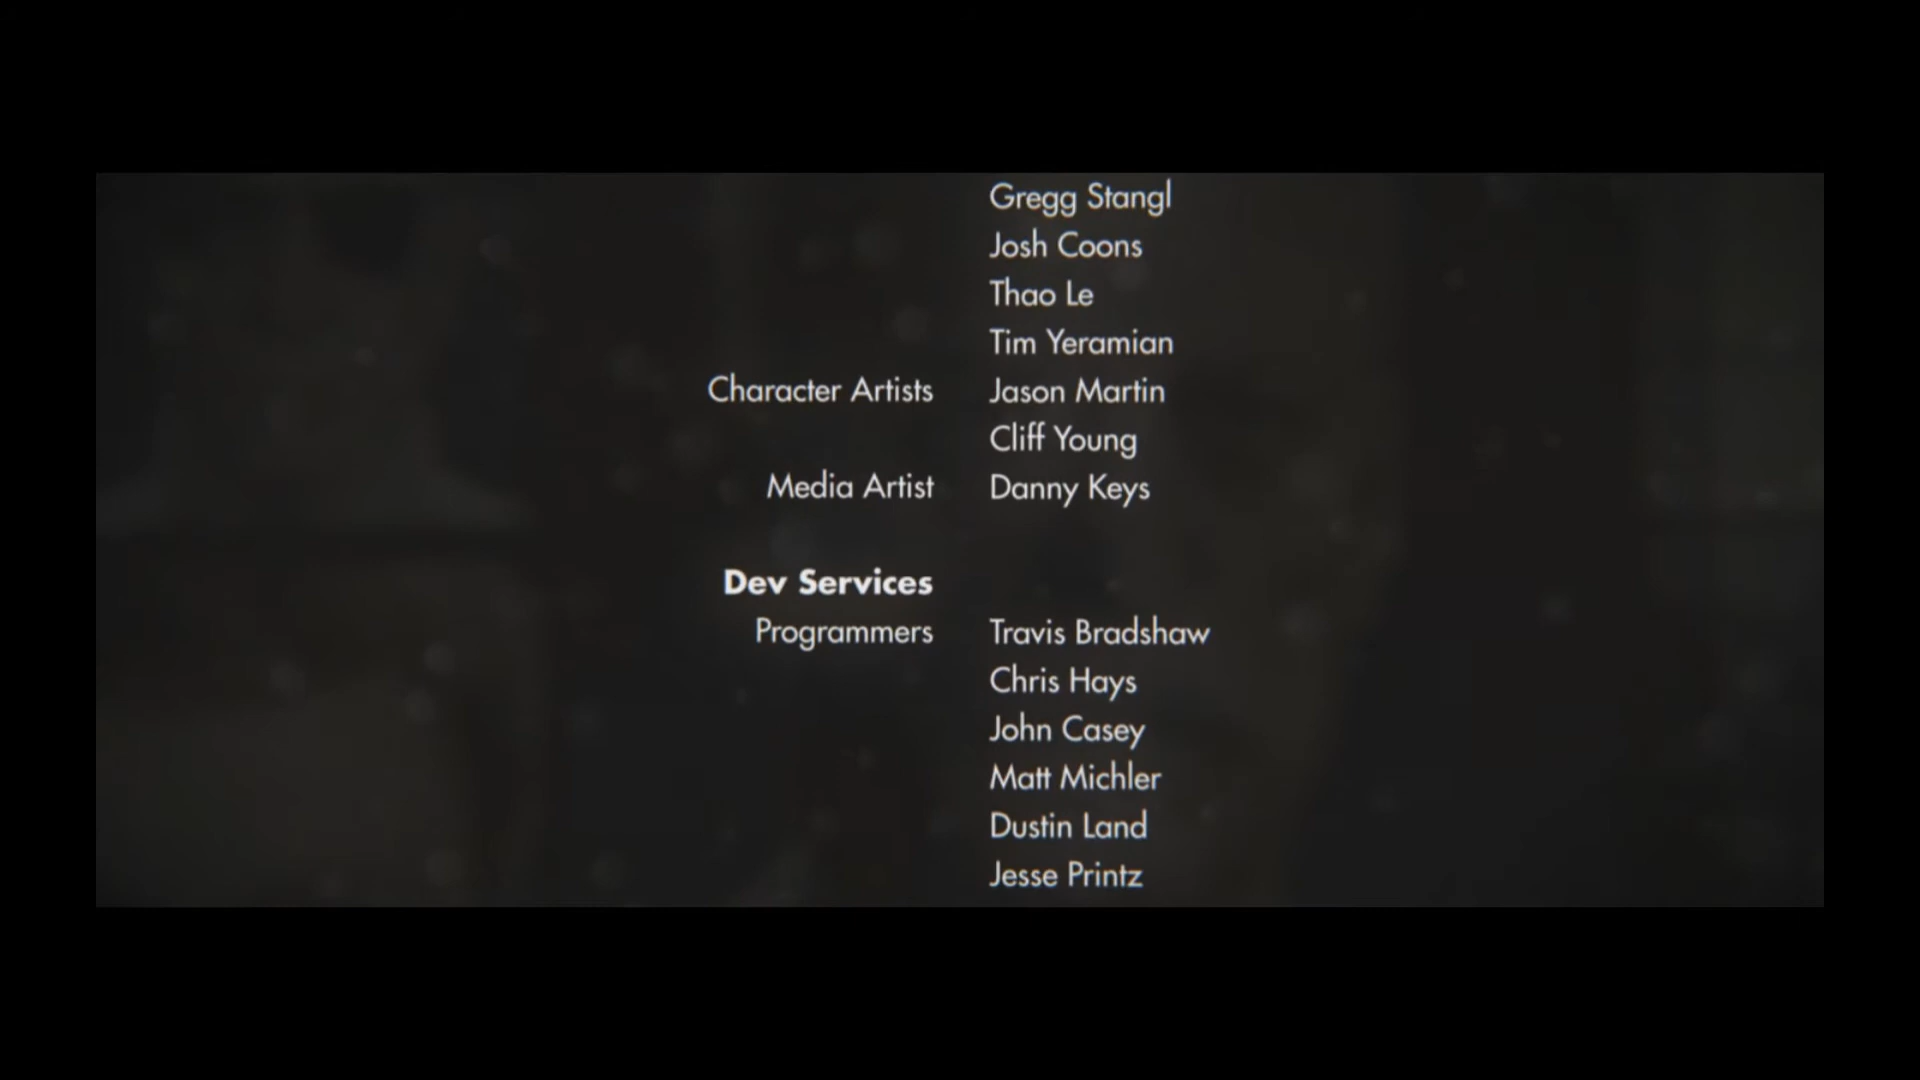 Gregg Stangl
Josh Coons
Thao Le
Tim Yeramian
Character Artists Jason Martin
Cliff Young
Media Artist Danny Keys
Dev Services
Programmers Travis Bradshaw
Chris Hays
John Casey
Matt Michler
Dustin Land
Jesse Printz